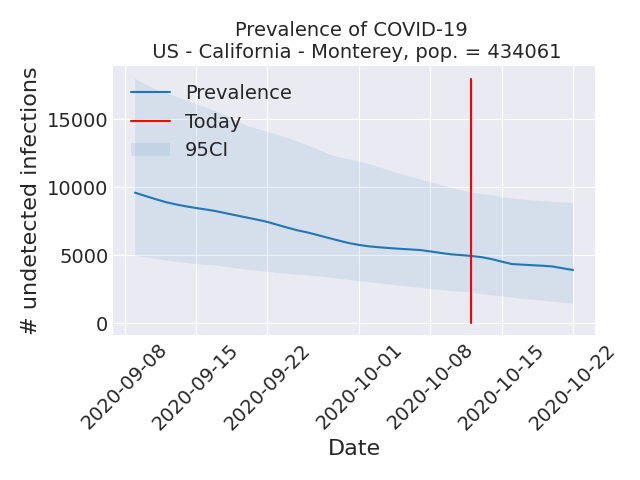 Prevalence of COVID-19
US - California - Monterey, pop. = 434061
# undetected infections
15000
10000
5000
0
Prevalence
Today
95CI
2020-09-08
2020-09-15
2020-09-22
2020-10-01
2020-10-08
2020-10-15
2020-10-22
Date